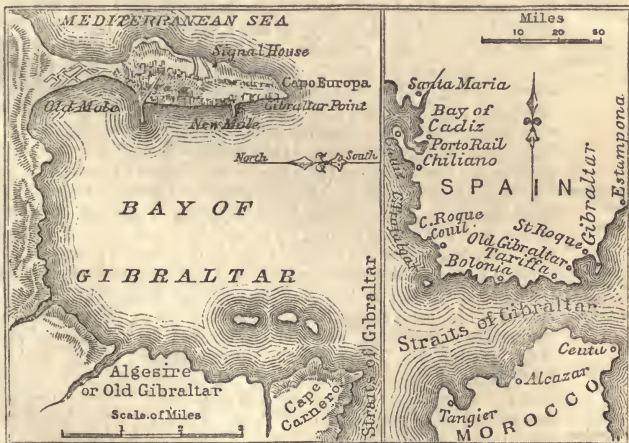 MEDITERRANEAN SEA
Signal House
Capo Europa
Old Mole
Gibraltar Point
New Mole
North
South
BAY OF
GIBRALTAR
Straits of Gibraltar
Algesire
or Old Gibraltar
Cape
Carnero
Scale of Miles
1 2 3
Miles
10 20 30
Santa Maria
Bay of
Cadiz
Porto Rail
Chiliano
SPAIN
Gibraltar
Estampona
C. Roque
Couil
St Roque
Old Gibraltar
Tariffa
Bolonia
Straits of Gibraltar
Ceuta
Alcazar
Tangier
MOROCCO